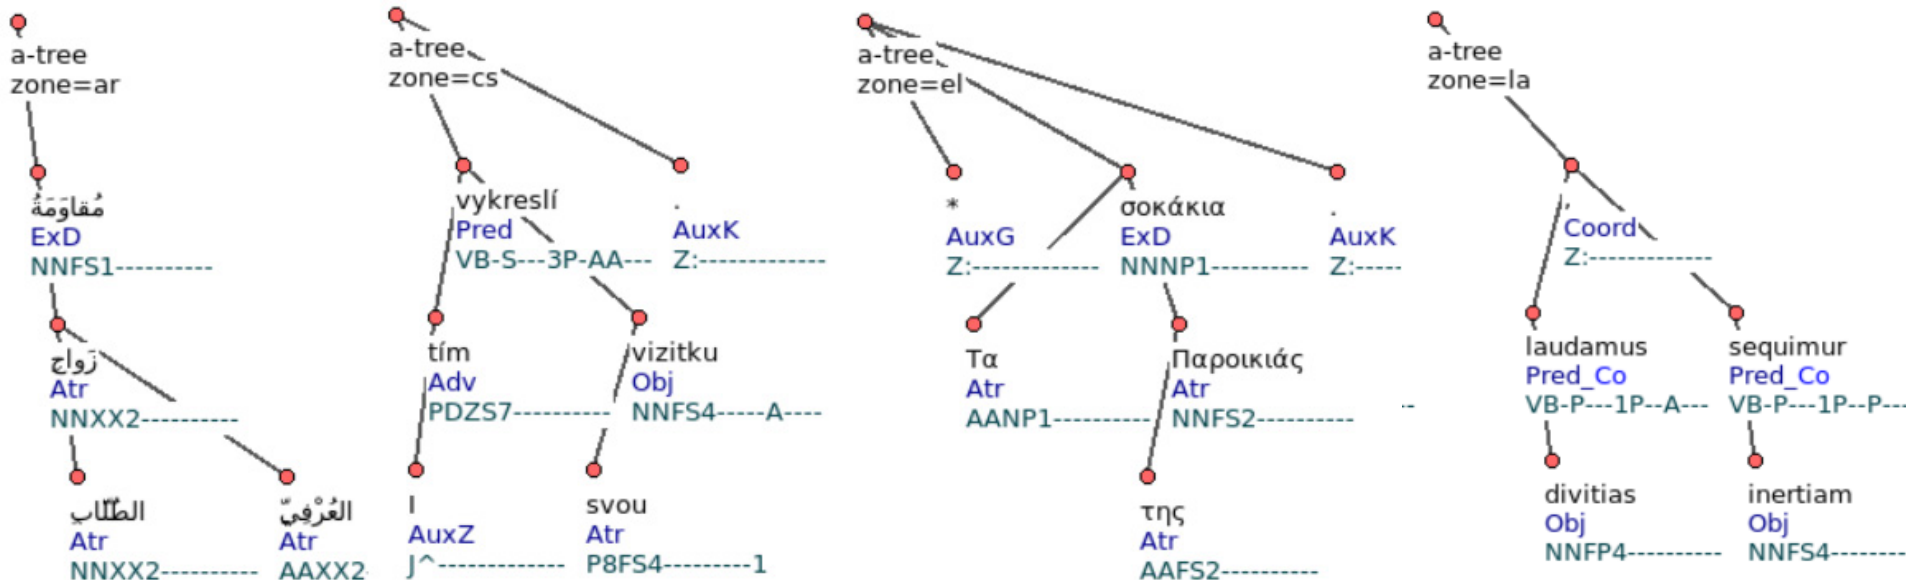 a-tree
zone=ar
مُقاوَمَةُ
ExD
NNFS1----------
زَواج
Atr
NNXX2----------
الطُلّابِ
Atr
NNXX2----------
العُرْفِيِّ
Atr
AAXX2-
a-tree
zone=cs
vykreslí
Pred
VB-S---3P-AA---
.
AuxK
Z:-------------
tím
Adv
PDZS7----------
vizitku
Obj
NNFS4-----A----
I
AuxZ
J^-------------
svou
Atr
P8FS4---------1
a-tree
zone=el
*
AuxG
Z:-------------
σοκάκια
ExD
NNNP1----------
.
AuxK
Z:-----
Τα
Atr
AANP1----------
Παροικιάς
Atr
NNFS2----------
της
Atr
AAFS2----------
--
a-tree
zone=la
,
Coord
Z:-------------
laudamus
Pred_Co
VB-P---1P--A---
sequimur
Pred_Co
VB-P---1P--P---
divitias
Obj
NNFP4----------
inertiam
Obj
NNFS4--------